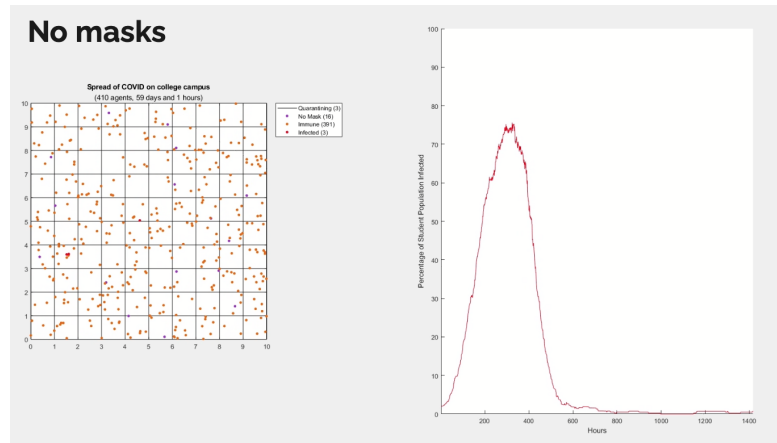 No masks
Spread of COVID on college campus
(410 agents, 59 days and 1 hours)
Quarantining (3)
No Mask (16)
Immune (391)
Infected (3)
10
9
8
7
6
5
4
3
2
1
0
0 1 2 3 4 5 6 7 8 9 10
Percentage of Student Population Infected
100
90
80
70
60
50
40
30
20
10
0
200 400 600 800 1000 1200 1400
Hours